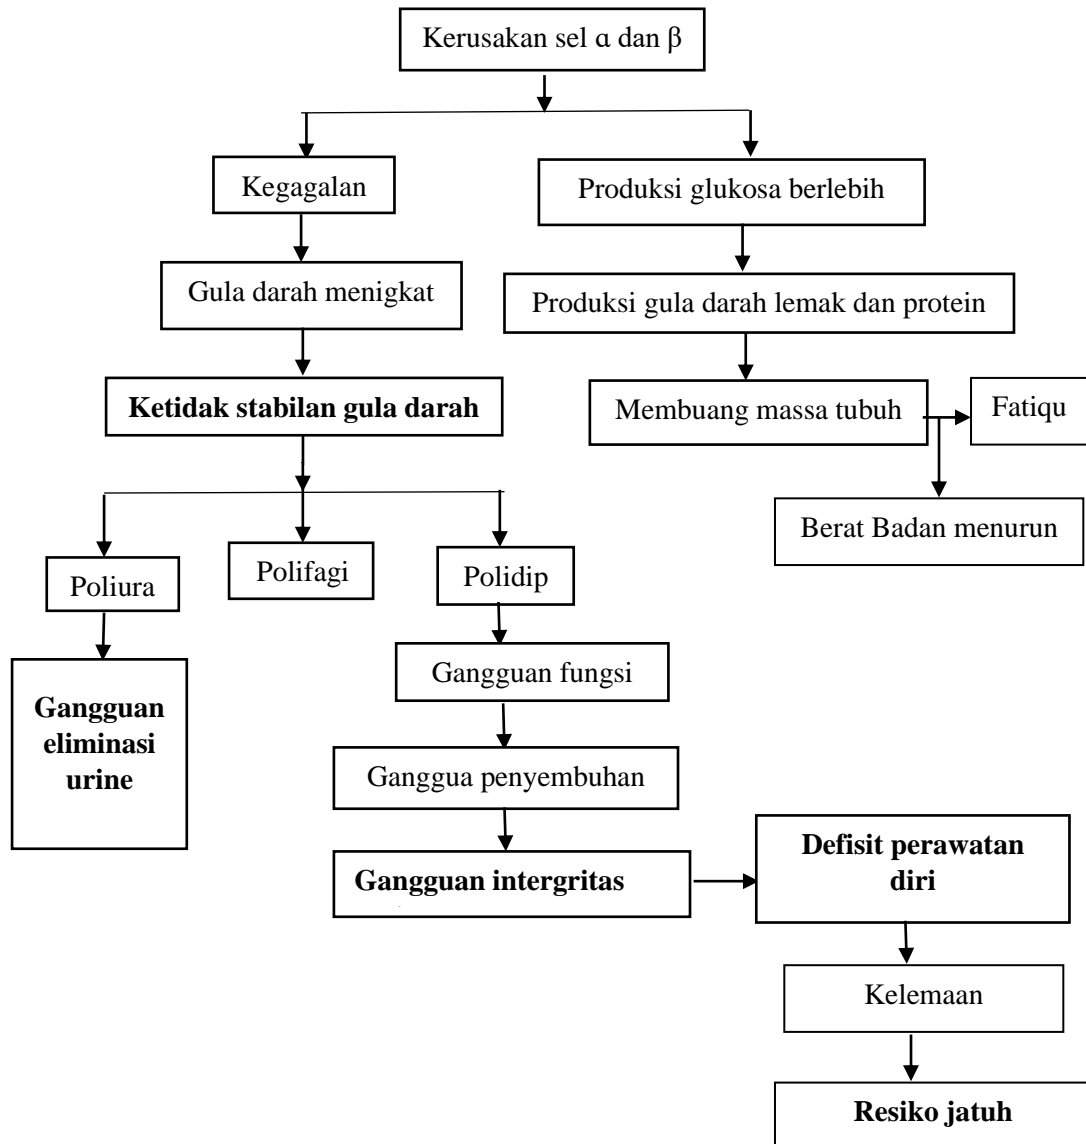 Kerusakan sel α dan β
Kegagalan
Produksi glukosa berlebih
Gula darah menigkat
Produksi gula darah lemak dan protein
Ketidak stabilan gula darah
Membuang massa tubuh
Fatiqu
Berat Badan menurun
Poliura
Polifagi
Polidip
Gangguan fungsi
Gangguan
eliminasi
urine
Ganggua penyembuhan
Gangguan intergritas
Defisit perawatan
diri
Kelemaan
Resiko jatuh